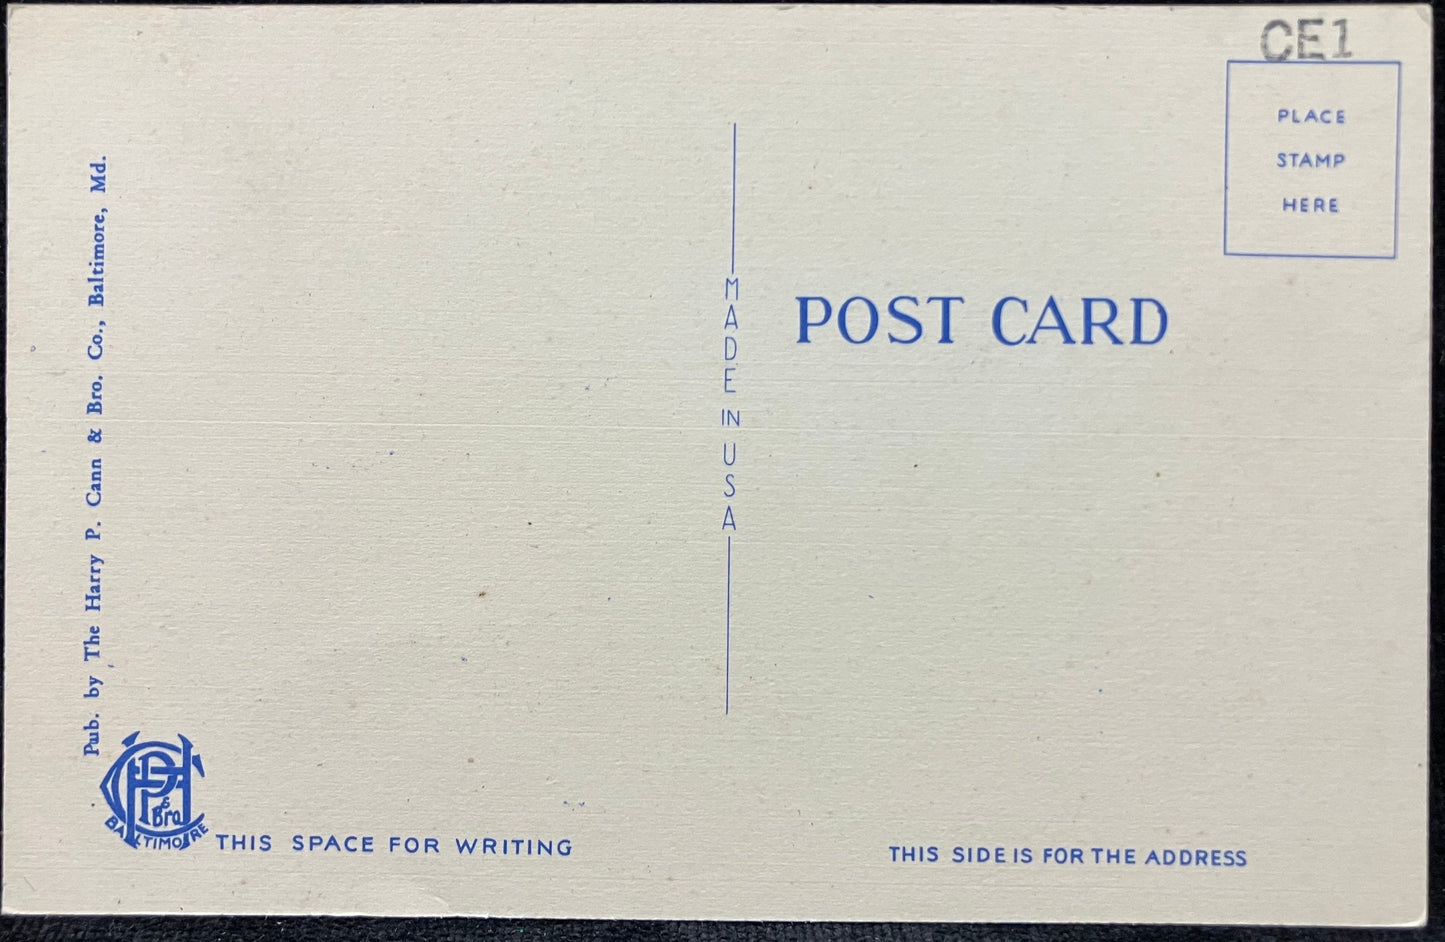 CE1
PLACE
STAMP
HERE
Pub. by The Harry P. Cann & Bro. Co., Baltimore, Md.
MADE IN USA
POST CARD
HPC
& Bro
BALTIMORE
THIS SPACE FOR WRITING
THIS SIDE IS FOR THE ADDRESS